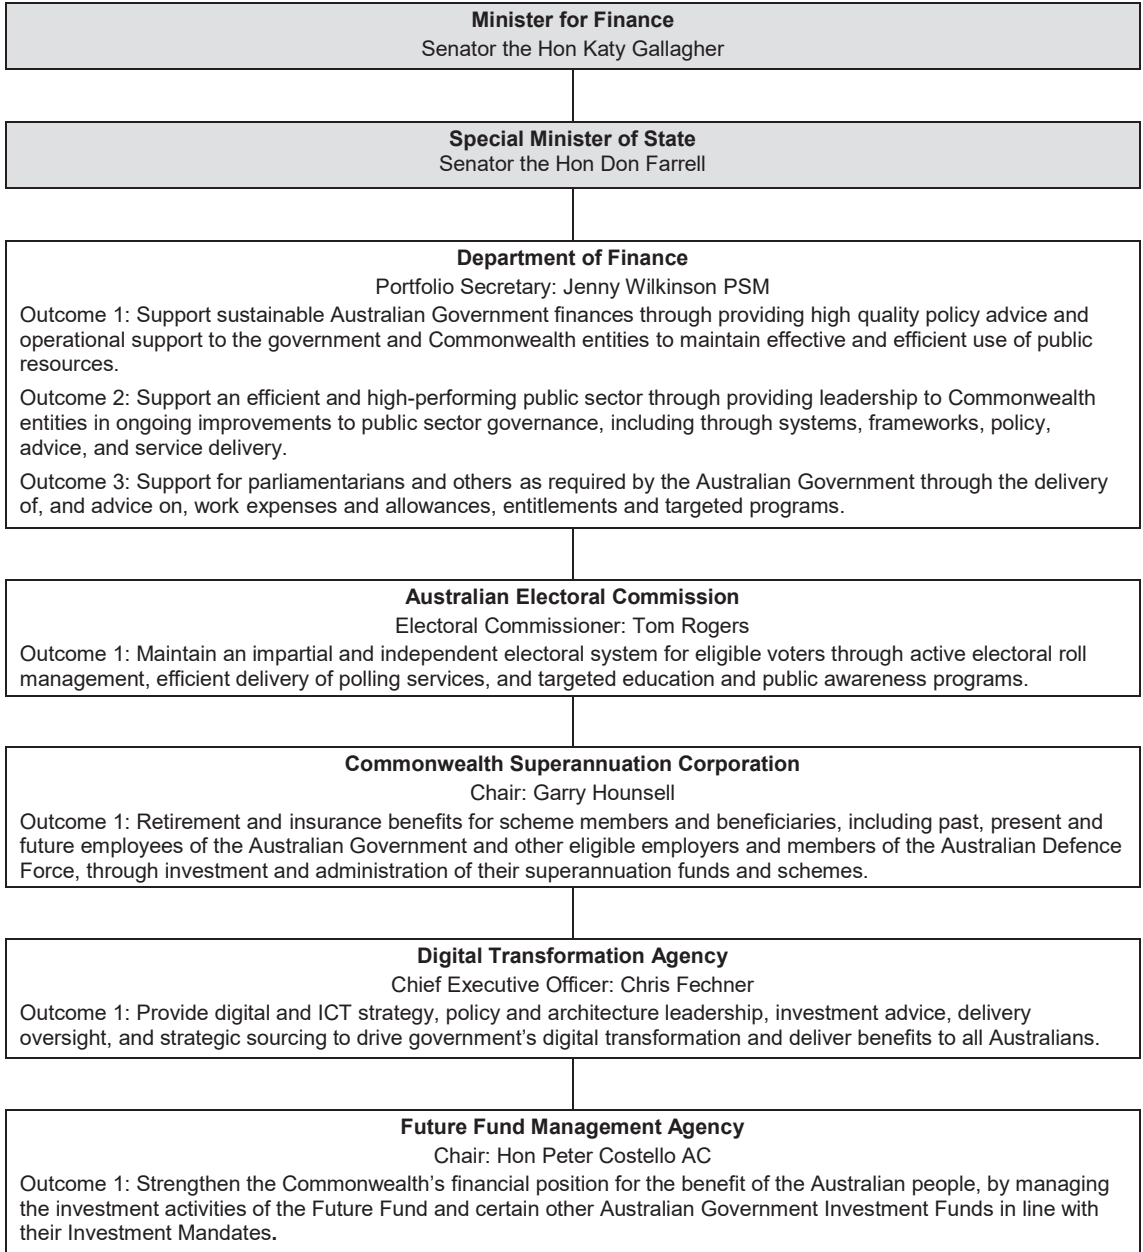 Minister for Finance
Senator the Hon Katy Gallagher
Special Minister of State
Senator the Hon Don Farrell
Department of Finance
Portfolio Secretary: Jenny Wilkinson PSM
Outcome 1: Support sustainable Australian Government finances through providing high quality policy advice and
operational support to the government and Commonwealth entities to maintain effective and efficient use of public
resources.
Outcome 2: Support an efficient and high-performing public sector through providing leadership to Commonwealth
entities in ongoing improvements to public sector governance, including through systems, frameworks, policy,
advice, and service delivery.
Outcome 3: Support for parliamentarians and others as required by the Australian Government through the delivery
of, and advice on, work expenses and allowances, entitlements and targeted programs.
Australian Electoral Commission
Electoral Commissioner: Tom Rogers
Outcome 1: Maintain an impartial and independent electoral system for eligible voters through active electoral roll
management, efficient delivery of polling services, and targeted education and public awareness programs.
Commonwealth Superannuation Corporation
Chair: Garry Hounsell
Outcome 1: Retirement and insurance benefits for scheme members and beneficiaries, including past, present and
future employees of the Australian Government and other eligible employers and members of the Australian Defence
Force, through investment and administration of their superannuation funds and schemes.
Digital Transformation Agency
Chief Executive Officer: Chris Fechner
Outcome 1: Provide digital and ICT strategy, policy and architecture leadership, investment advice, delivery
oversight, and strategic sourcing to drive government's digital transformation and deliver benefits to all Australians.
Future Fund Management Agency
Chair: Hon Peter Costello AC
Outcome 1: Strengthen the Commonwealth's financial position for the benefit of the Australian people, by managing
the investment activities of the Future Fund and certain other Australian Government Investment Funds in line with
their Investment Mandates.